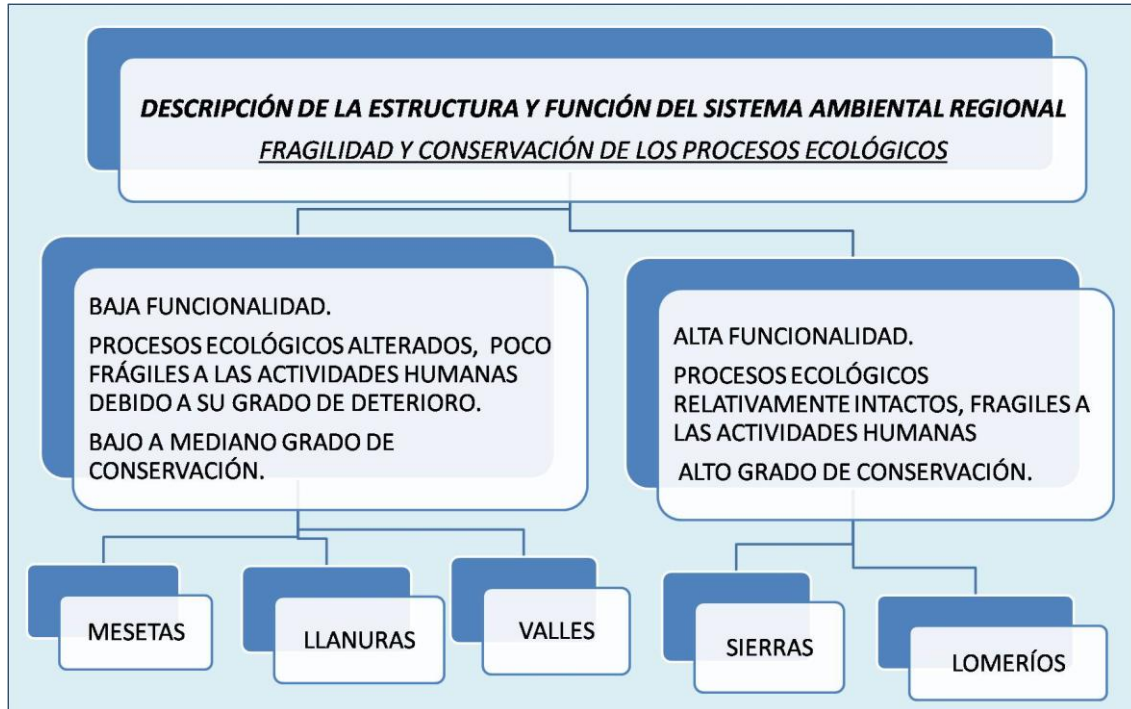 DESCRIPCIÓN DE LA ESTRUCTURA Y FUNCIÓN DEL SISTEMA AMBIENTAL REGIONAL
FRAGILIDAD Y CONSERVACIÓN DE LOS PROCESOS ECOLÓGICOS
BAJA FUNCIONALIDAD.
PROCESOS ECOLÓGICOS ALTERADOS, POCO
FRÁGILES A LAS ACTIVIDADES HUMANAS
DEBIDO A SU GRADO DE DETERIORO.
BAJO A MEDIANO GRADO DE
CONSERVACIÓN.
ALTA FUNCIONALIDAD.
PROCESOS ECOLÓGICOS
RELATIVAMENTE INTACTOS, FRAGILES A
LAS ACTIVIDADES HUMANAS
ALTO GRADO DE CONSERVACIÓN.
MESETAS
LLANURAS
VALLES
SIERRAS
LOMERÍOS